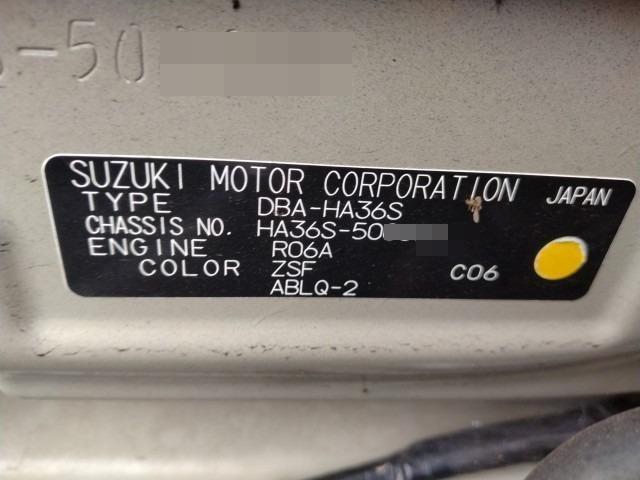 -50
SUZUKI MOTOR CORPORATION JAPAN
TYPE DBA-HA36S
CHASSIS NO. HA36S-50
ENGINE R06A
COLOR ZSF C06
ABLQ-2